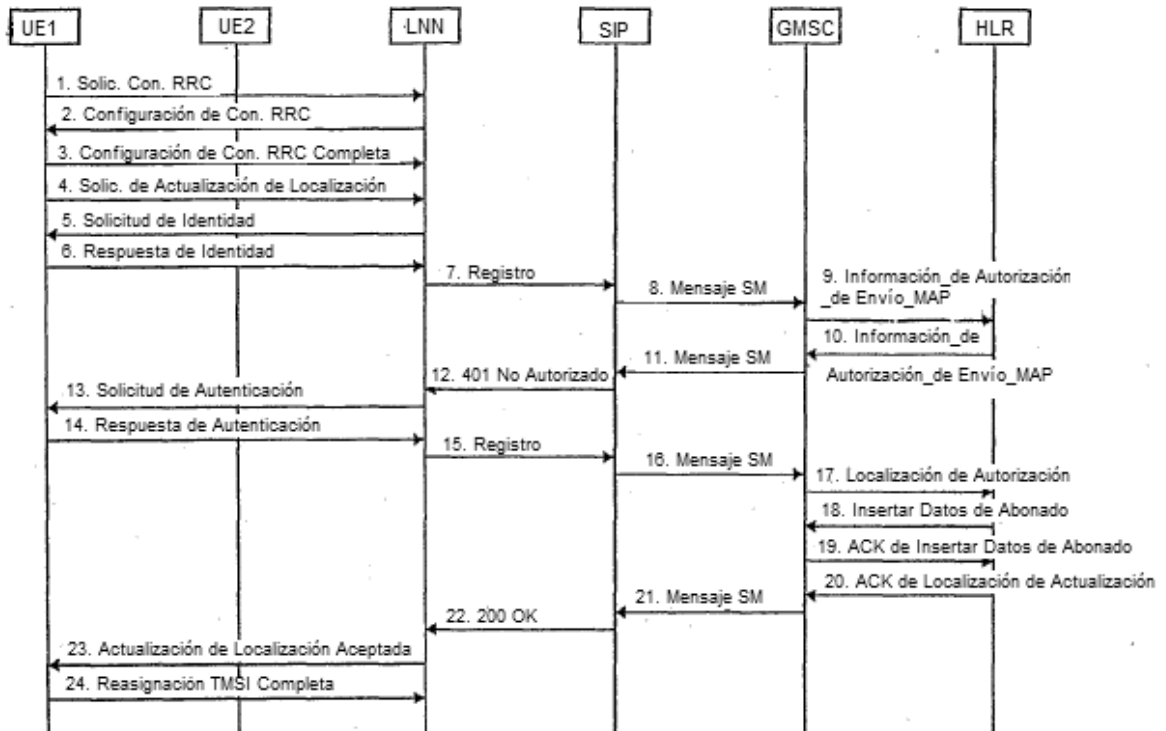 UE1
UE2
LNN
SIP
GMSC
HLR
1. Solic. Con. RRC
2. Configuración de Con. RRC
3. Configuración de Con. RRC Completa
4. Solic. de Actualización de Localización
5. Solicitud de Identidad
6. Respuesta de Identidad
7. Registro
8. Mensaje SM
9. Información_de Autorización
_de Envío_MAP
10. Información_de
Autorización_de Envío_MAP
11. Mensaje SM
12. 401 No Autorizado
13. Solicitud de Autenticación
14. Respuesta de Autenticación
15. Registro
16. Mensaje SM
17. Localización de Autorización
18. Insertar Datos de Abonado
19. ACK de Insertar Datos de Abonado
20. ACK de Localización de Actualización
21. Mensaje SM
22. 200 OK
23. Actualización de Localización Aceptada
24. Reasignación TMSI Completa